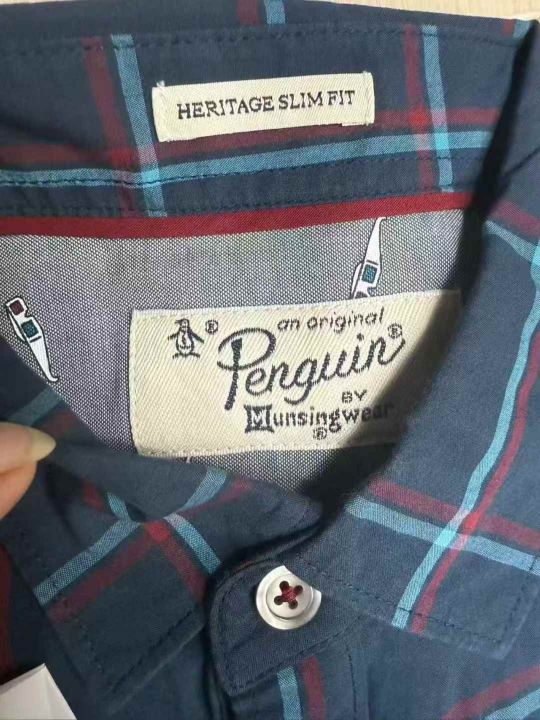 HERITAGE SLIM FIT
®
an original
Penguin®
BY
Munsingwear
®